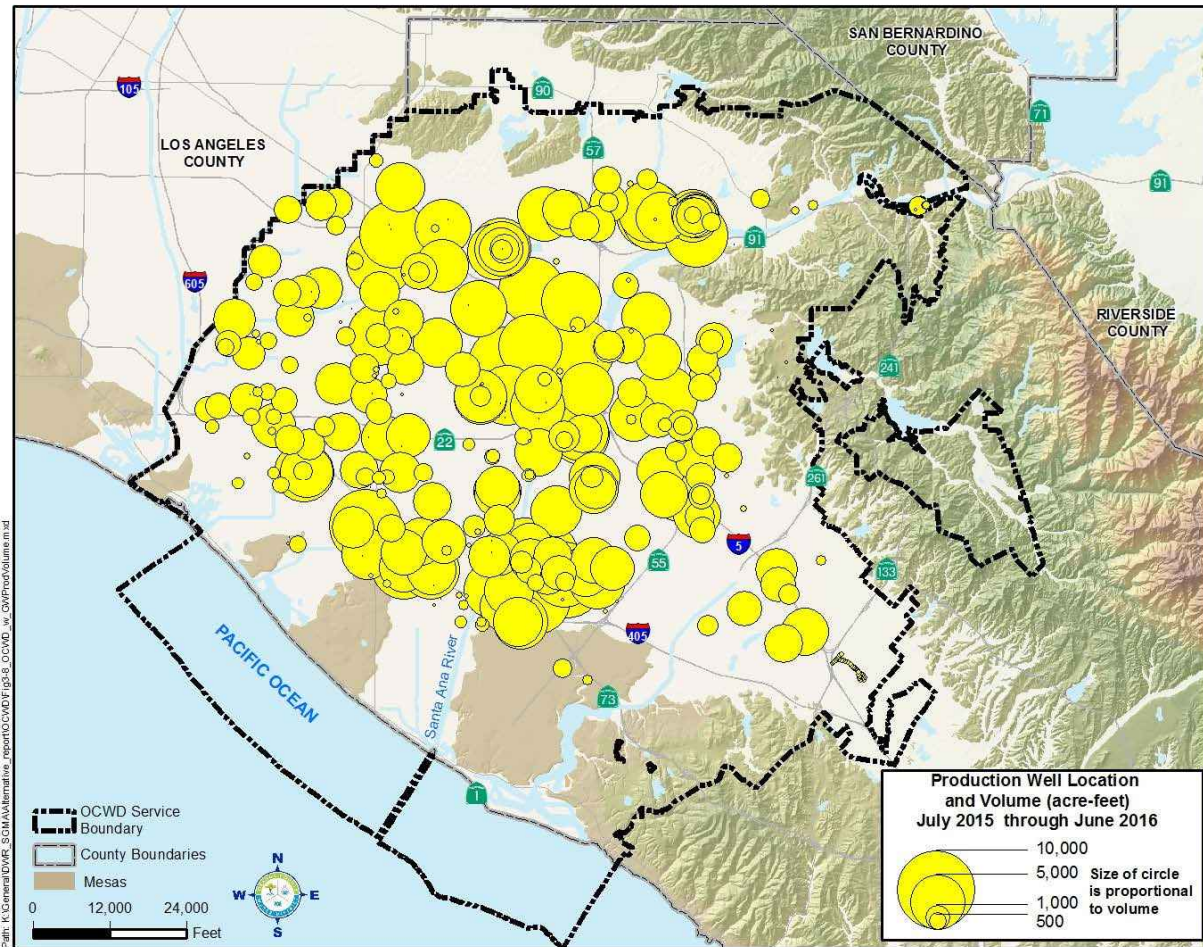 SAN BERNARDINO
COUNTY
105
90
71
LOS ANGELES
COUNTY
57
91
91
605
RIVERSIDE
COUNTY
241
22
261
5
55
133
405
PACIFIC OCEAN
Santa Ana River
73
1
OCWD Service
Boundary
County Boundaries
Mesas
N
W E
S
0 12,000 24,000
Feet
Production Well Location
and Volume (acre-feet)
July 2015 through June 2016
10,000
5,000
1,000
500
Size of circle
is proportional
to volume